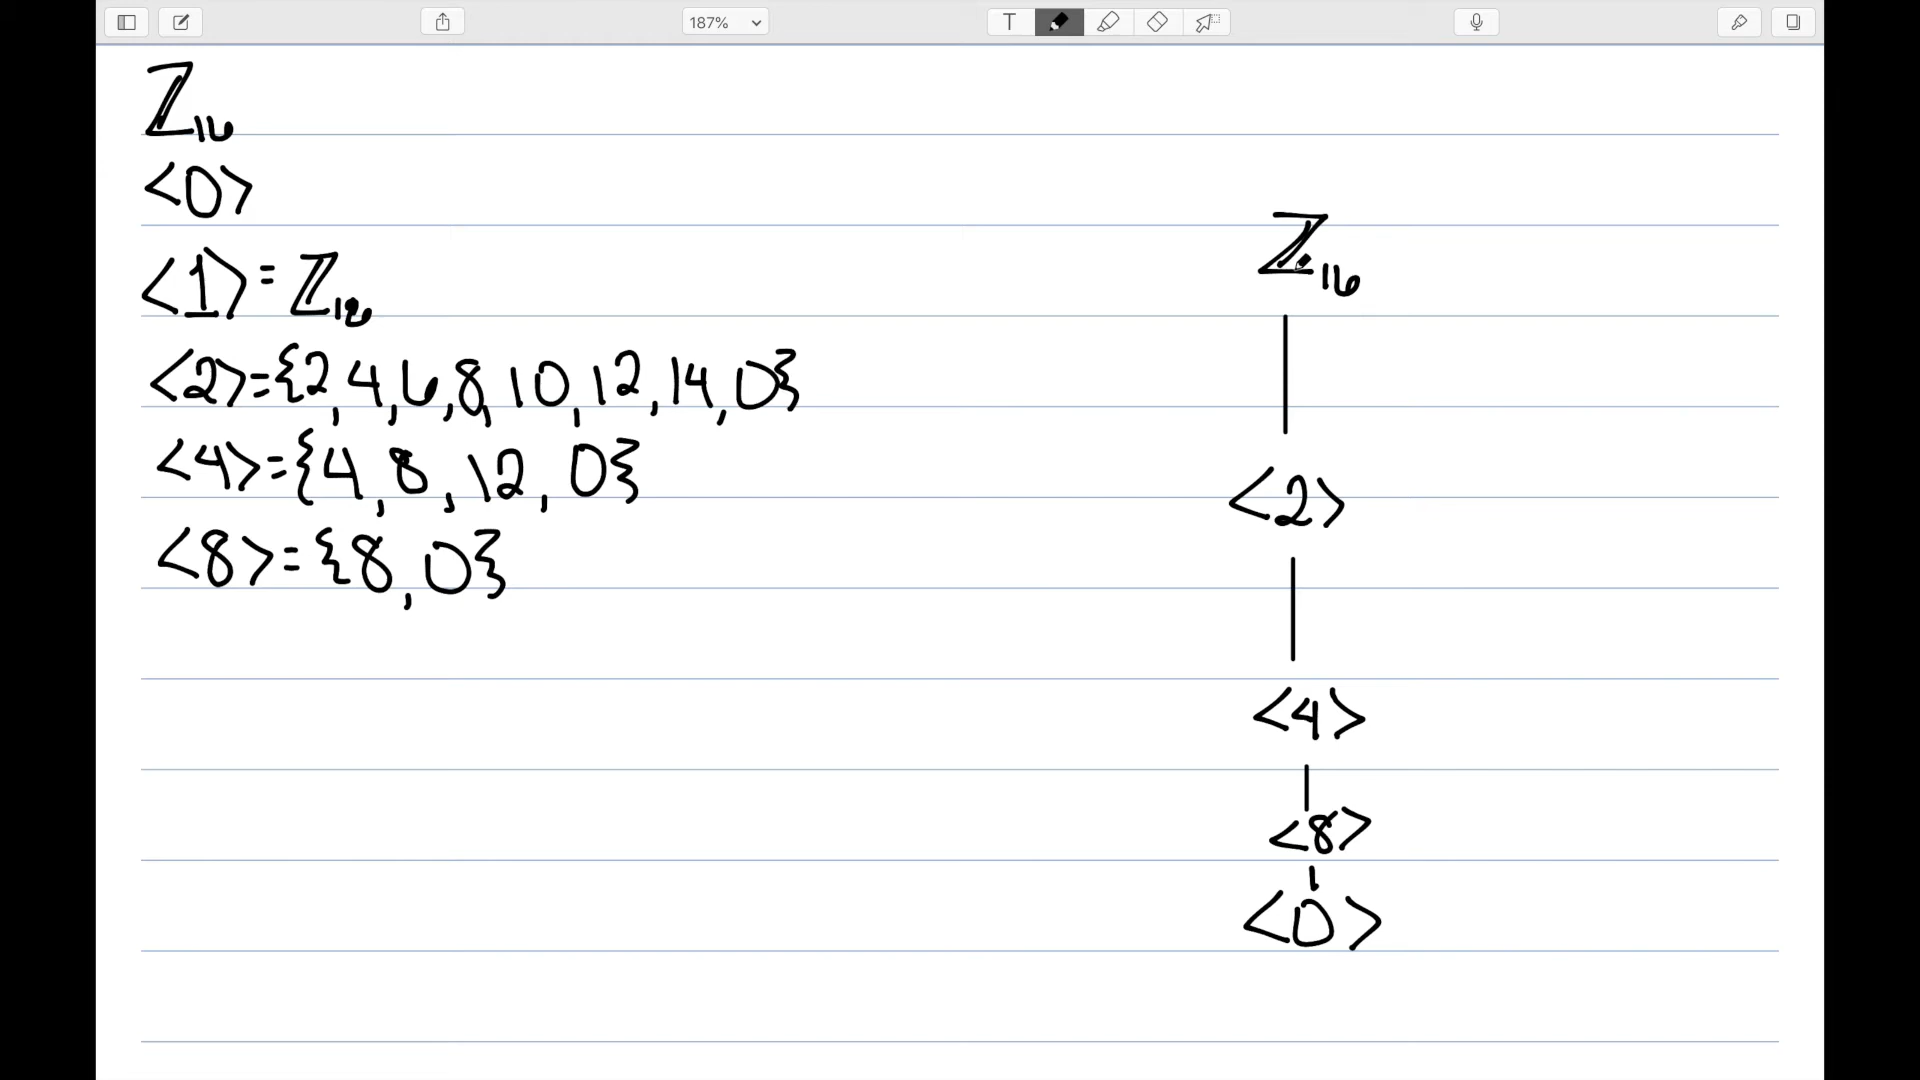 187%
T
ℤ₁₆
<0>
<1> = ℤ₁₆
<2> = {2, 4, 6, 8, 10, 12, 14, 0}
<4> = {4, 8, 12, 0}
<8> = {8, 0}
ℤ₁₆
<2>
<4>
<8>
<0>